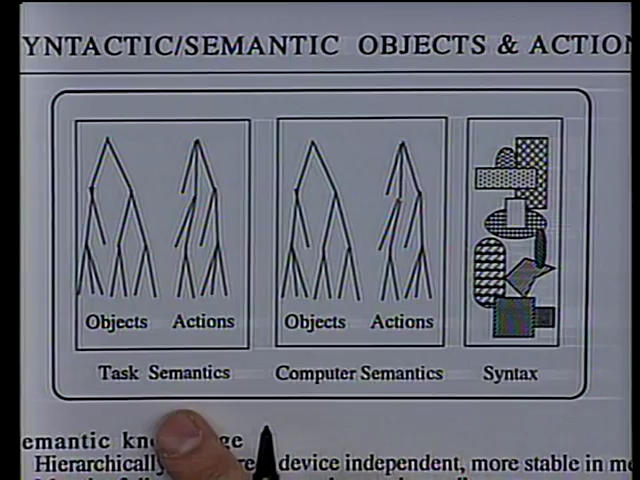 YNTACTIC/SEMANTIC OBJECTS & ACTION
Objects Actions Objects Actions
Task Semantics Computer Semantics Syntax
emantic kn ge
Hierarchically re device independent, more stable in m